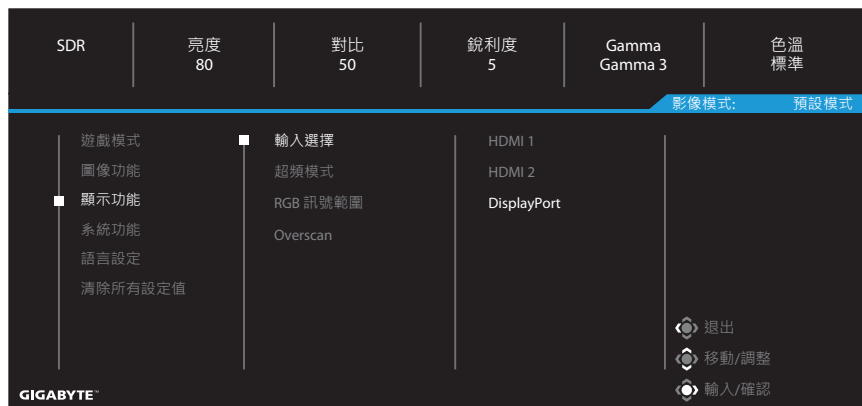 SDR
亮度
80
對比
50
銳利度
5
Gamma
Gamma 3
色溫
標準
影像模式: 預設模式
遊戲模式
圖像功能
顯示功能
系統功能
語言設定
清除所有設定值
輸入選擇
超頻模式
RGB 訊號範圍
Overscan
HDMI 1
HDMI 2
DisplayPort
退出
移動/調整
輸入/確認
GIGABYTE™